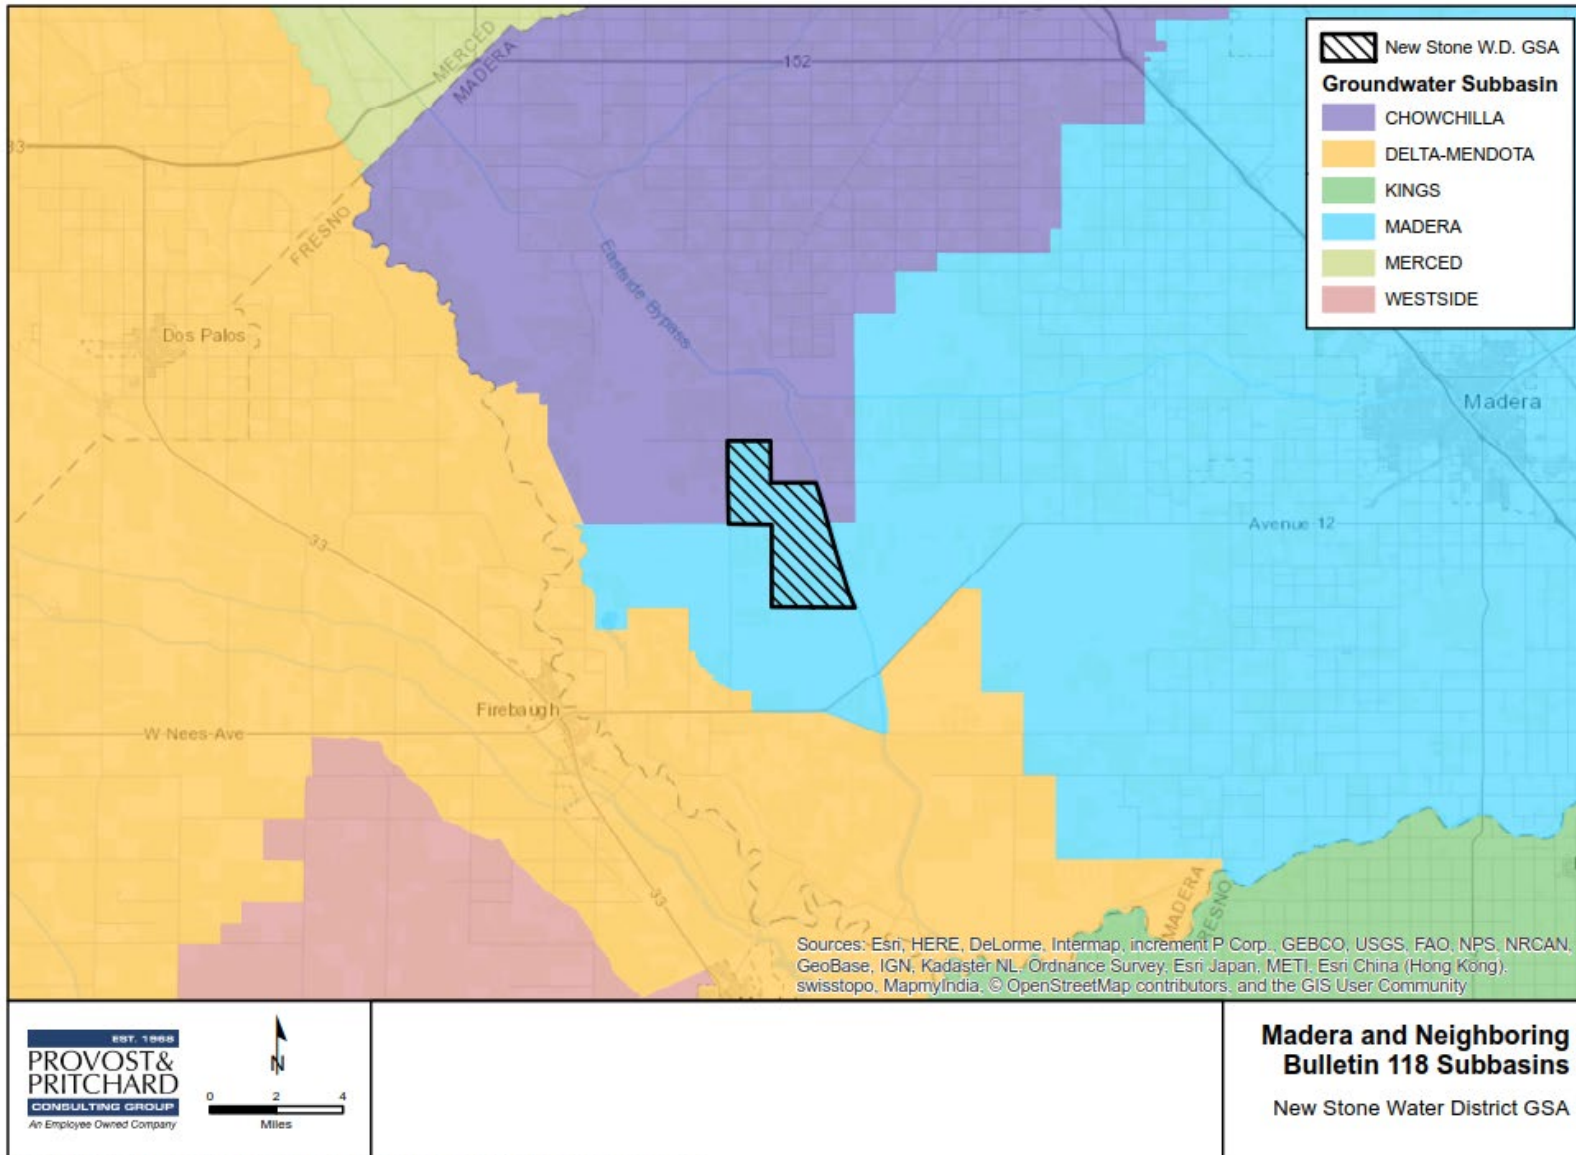 MERCED
MADERA
152
33
FRESNO
Dos Palos
Eastside Bypass
Madera
Avenue 12
33
Firebaugh
W Nees Ave
33
MADERA
RESNO
New Stone W.D. GSA
Groundwater Subbasin
CHOWCHILLA
DELTA-MENDOTA
KINGS
MADERA
MERCED
WESTSIDE
Sources: Esri, HERE, DeLorme, Intermap, increment P Corp., GEBCO, USGS, FAO, NPS, NRCAN,
GeoBase, IGN, Kadaster NL, Ordnance Survey, Esri Japan, METI, Esri China (Hong Kong),
swisstopo, MapmyIndia, © OpenStreetMap contributors, and the GIS User Community
EST. 1968
PROVOST&
PRITCHARD
CONSULTING GROUP
An Employee Owned Company
N
0 2 4
Miles
Madera and Neighboring
Bulletin 118 Subbasins
New Stone Water District GSA